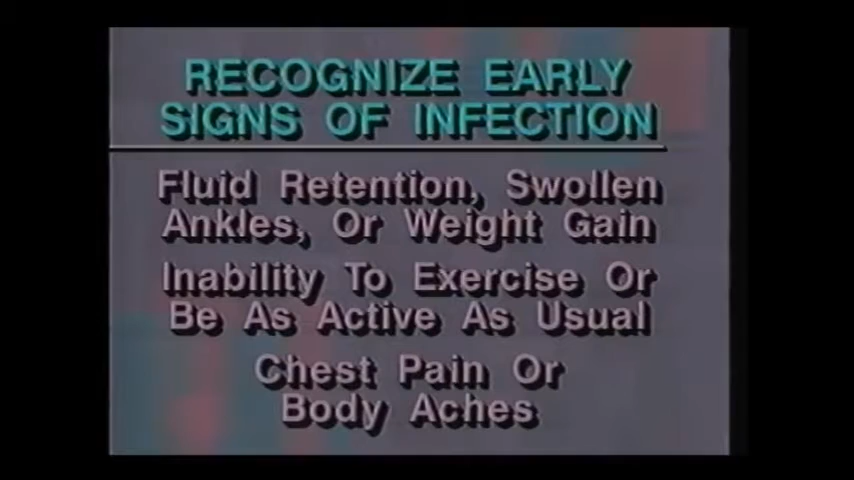 RECOGNIZE EARLY
SIGNS OF INFECTION
Fluid Retention, Swollen
Ankles, Or Weight Gain
Inability To Exercise Or
Be As Active As Usual
Chest Pain Or
Body Aches